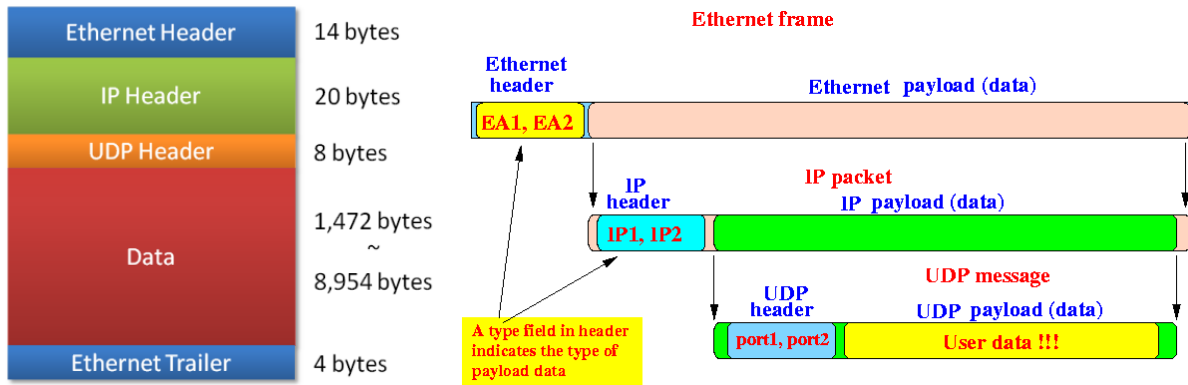 Ethernet Header 14 bytes
IP Header 20 bytes
UDP Header 8 bytes
Data
1,472 bytes
~
8,954 bytes
Ethernet Trailer 4 bytes
Ethernet frame
Ethernet
header
Ethernet payload (data)
EA1, EA2
IP packet
IP
header
IP payload (data)
IP1, IP2
UDP message
UDP
header
UDP payload (data)
port1, port2
User data !!!
A type field in header
indicates the type of
payload data